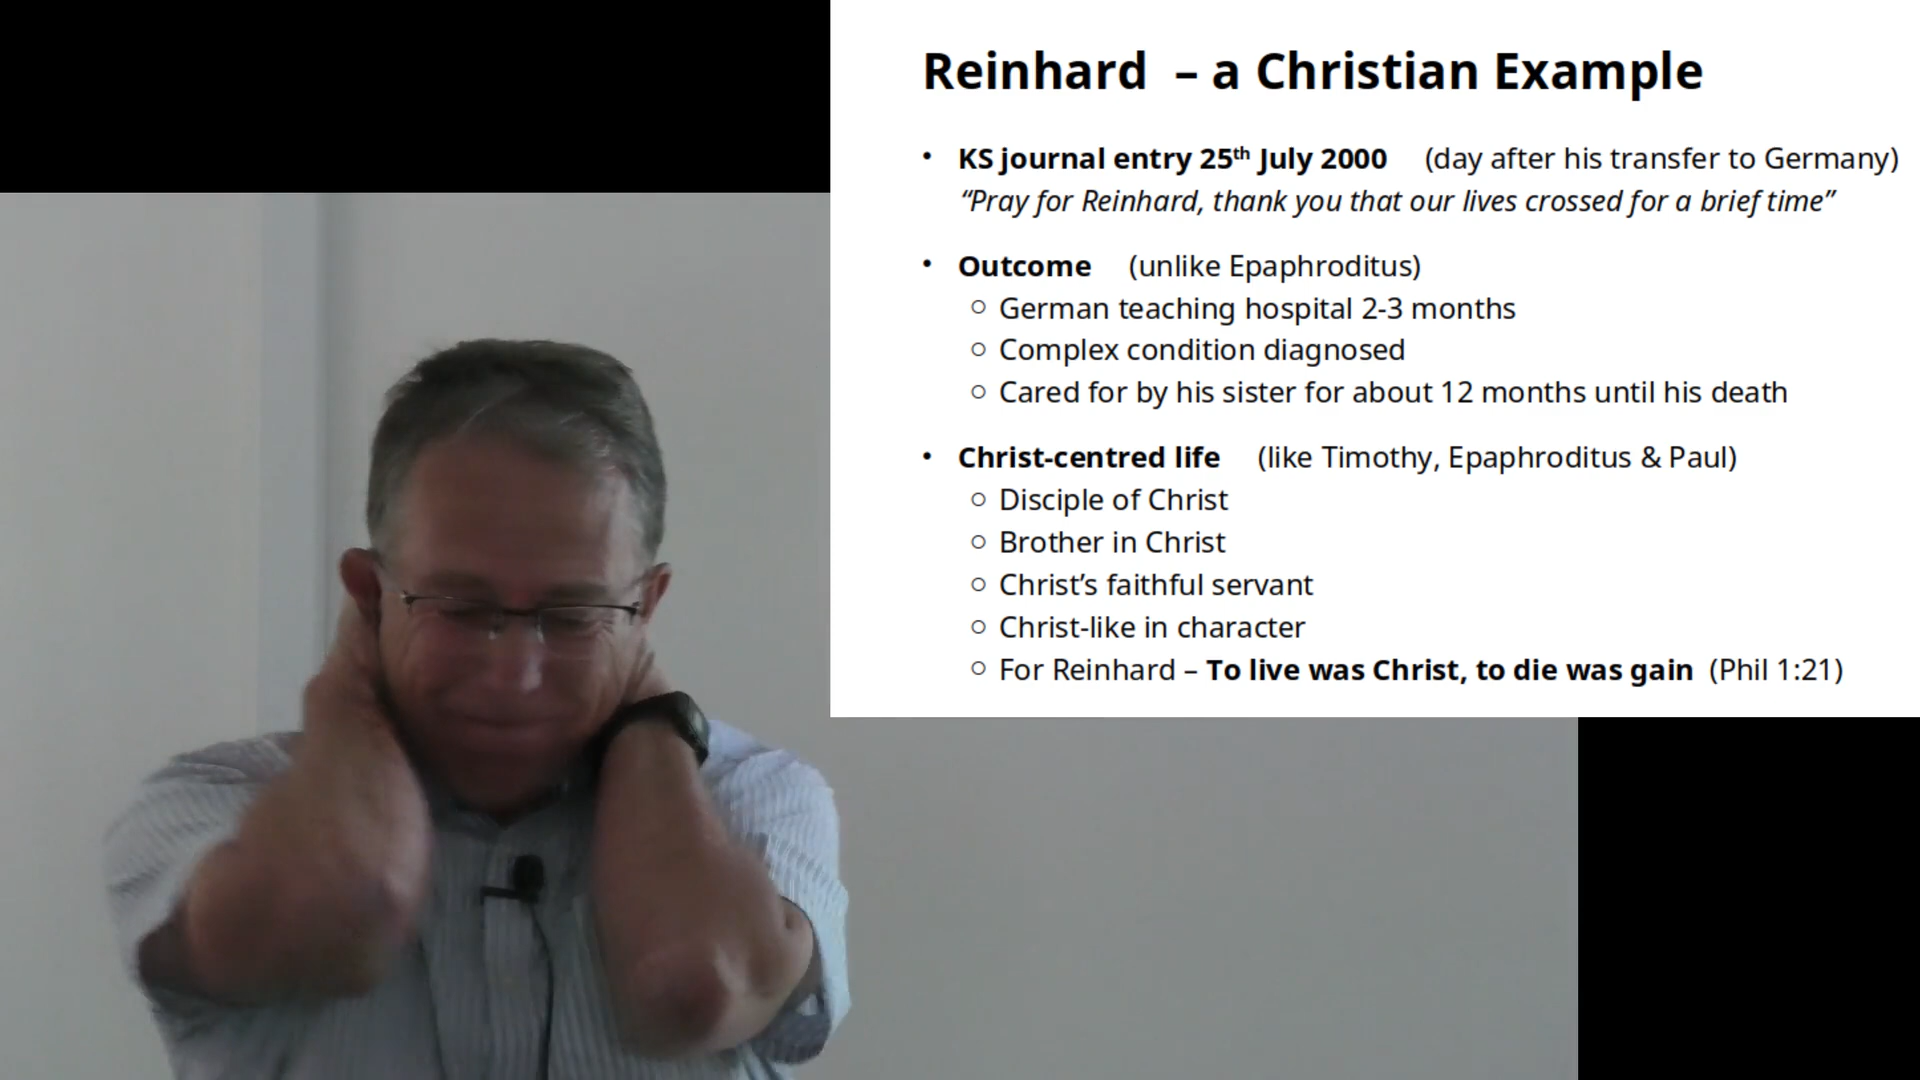 Reinhard – a Christian Example
• KS journal entry 25th July 2000 (day after his transfer to Germany)
“Pray for Reinhard, thank you that our lives crossed for a brief time”
• Outcome (unlike Epaphroditus)
○ German teaching hospital 2-3 months
○ Complex condition diagnosed
○ Cared for by his sister for about 12 months until his death
• Christ-centred life (like Timothy, Epaphroditus & Paul)
○ Disciple of Christ
○ Brother in Christ
○ Christ’s faithful servant
○ Christ-like in character
○ For Reinhard – To live was Christ, to die was gain (Phil 1:21)